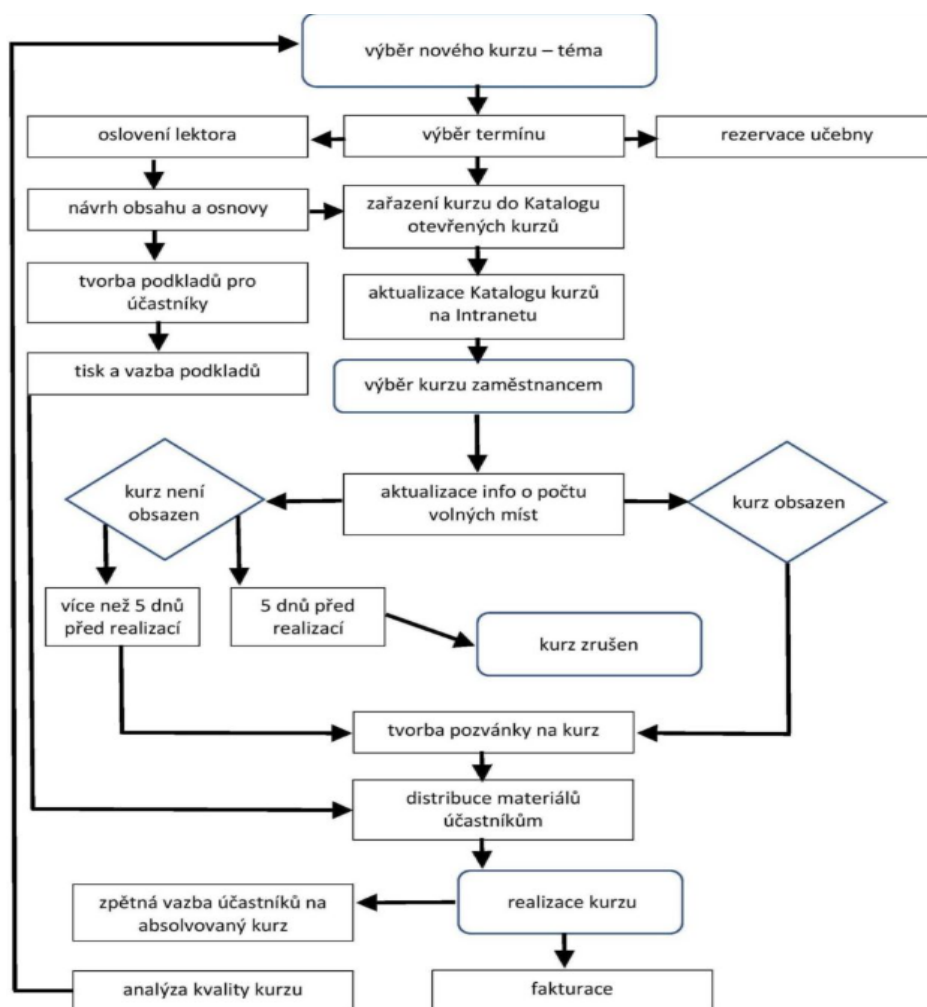 výběr nového kurzu – téma
oslovení lektora
výběr termínu
rezervace učebny
návrh obsahu a osnovy
zařazení kurzu do Katalogu
otevřených kurzů
tvorba podkladů pro
účastníky
aktualizace Katalogu kurzů
na Intranetu
tisk a vazba podkladů
výběr kurzu zaměstnancem
kurz není
obsazen
aktualizace info o počtu
volných míst
kurz obsazen
více než 5 dnů
před realizací
5 dnů před
realizací
kurz zrušen
tvorba pozvánky na kurz
distribuce materiálů
účastníkům
zpětná vazba účastníků na
absolvovaný kurz
realizace kurzu
analýza kvality kurzu
fakturace